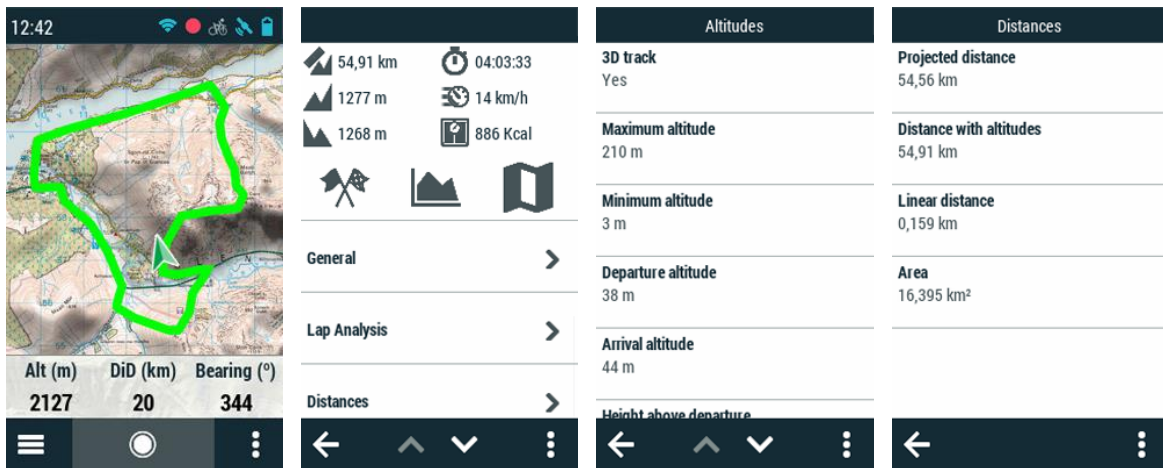 12:42
Alt (m) DiD (km) Bearing (º)
2127 20 344
54,91 km 04:03:33
1277 m 14 km/h
1268 m 886 Kcal
General
Lap Analysis
Distances
Altitudes
3D track
Yes
Maximum altitude
210 m
Minimum altitude
3 m
Departure altitude
38 m
Arrival altitude
44 m
Height above departure
Distances
Projected distance
54,56 km
Distance with altitudes
54,91 km
Linear distance
0,159 km
Area
16,395 km²